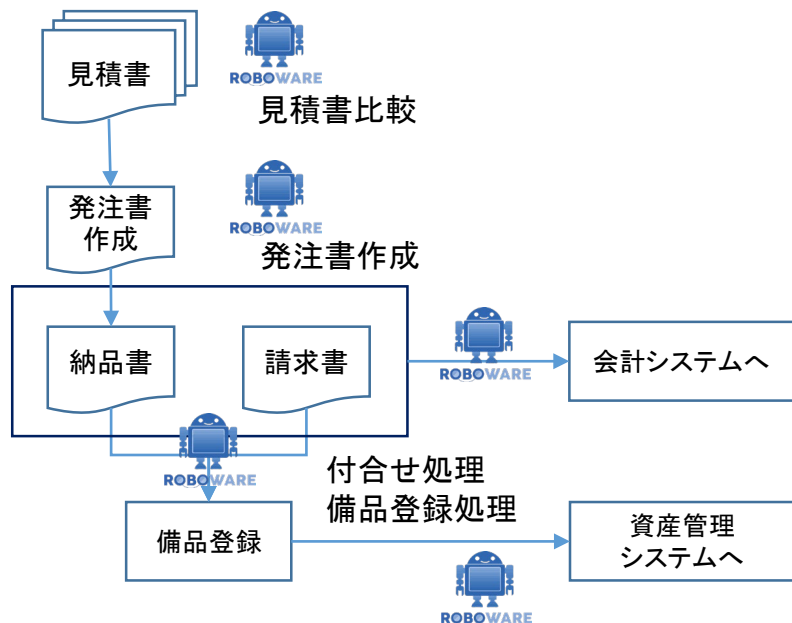 見積書
ROBOWARE
見積書比較
発注書
作成
ROBOWARE
発注書作成
納品書
請求書
ROBOWARE
会計システムへ
ROBOWARE
付合せ処理
備品登録処理
備品登録
資産管理
システムへ
ROBOWARE